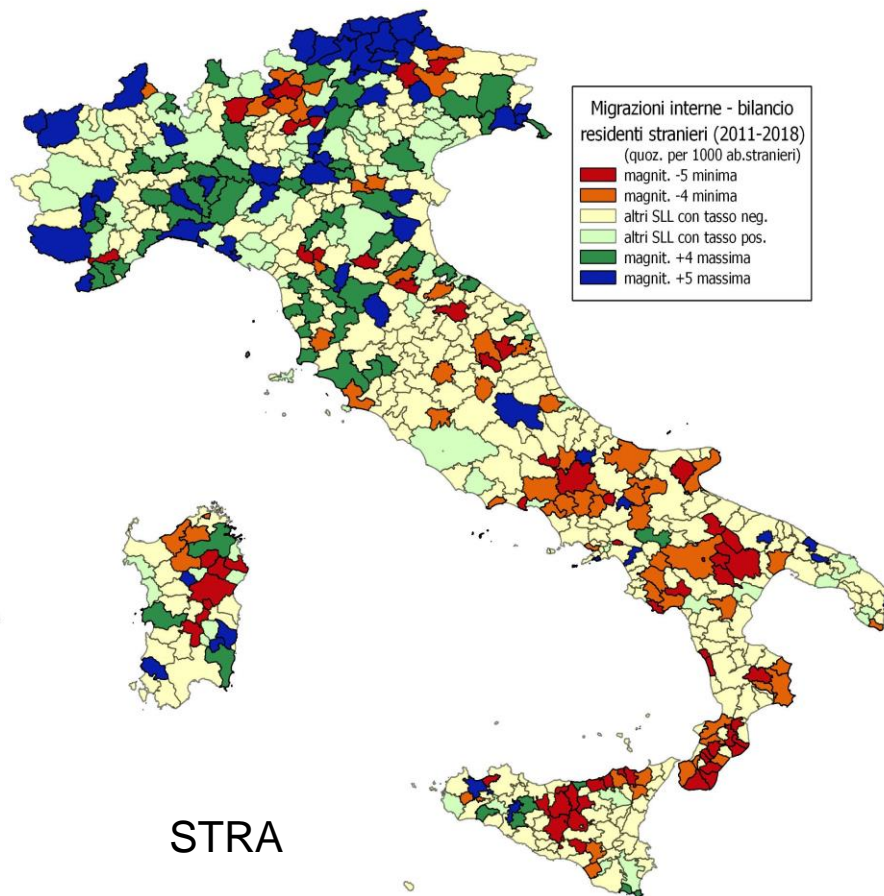 Migrazioni interne - bilancio
residenti stranieri (2011-2018)
(quoz. per 1000 ab.stranieri)
magnit. -5 minima
magnit. -4 minima
altri SLL con tasso neg.
altri SLL con tasso pos.
magnit. +4 massima
magnit. +5 massima
STRA